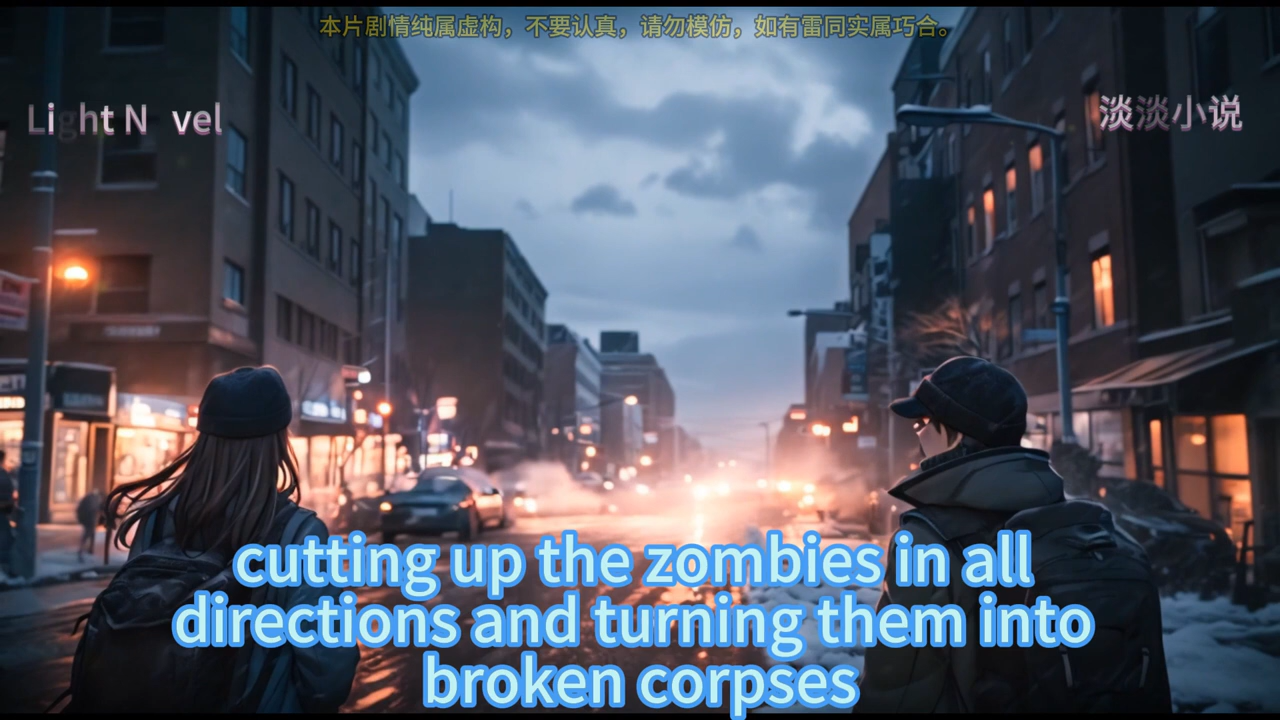 本片剧情纯属虚构，不要认真，请勿模仿，如有雷同实属巧合。
Light N vel
淡淡小说
cutting up the zombies in all
directions and turning them into
broken corpses